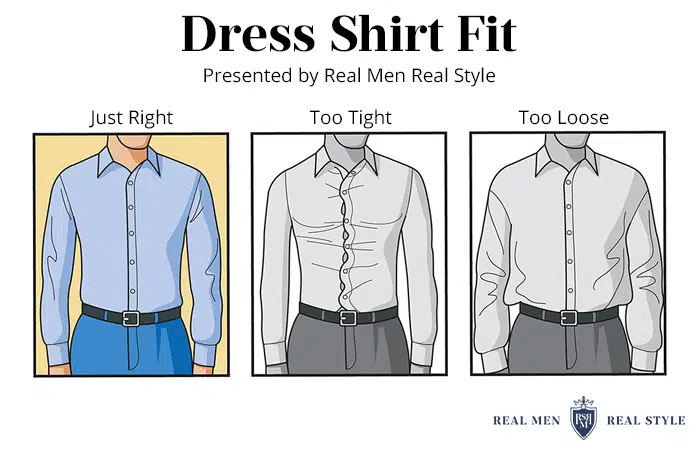 Dress Shirt Fit
Presented by Real Men Real Style
Just Right Too Tight Too Loose
REAL MEN RSRM REAL STYLE